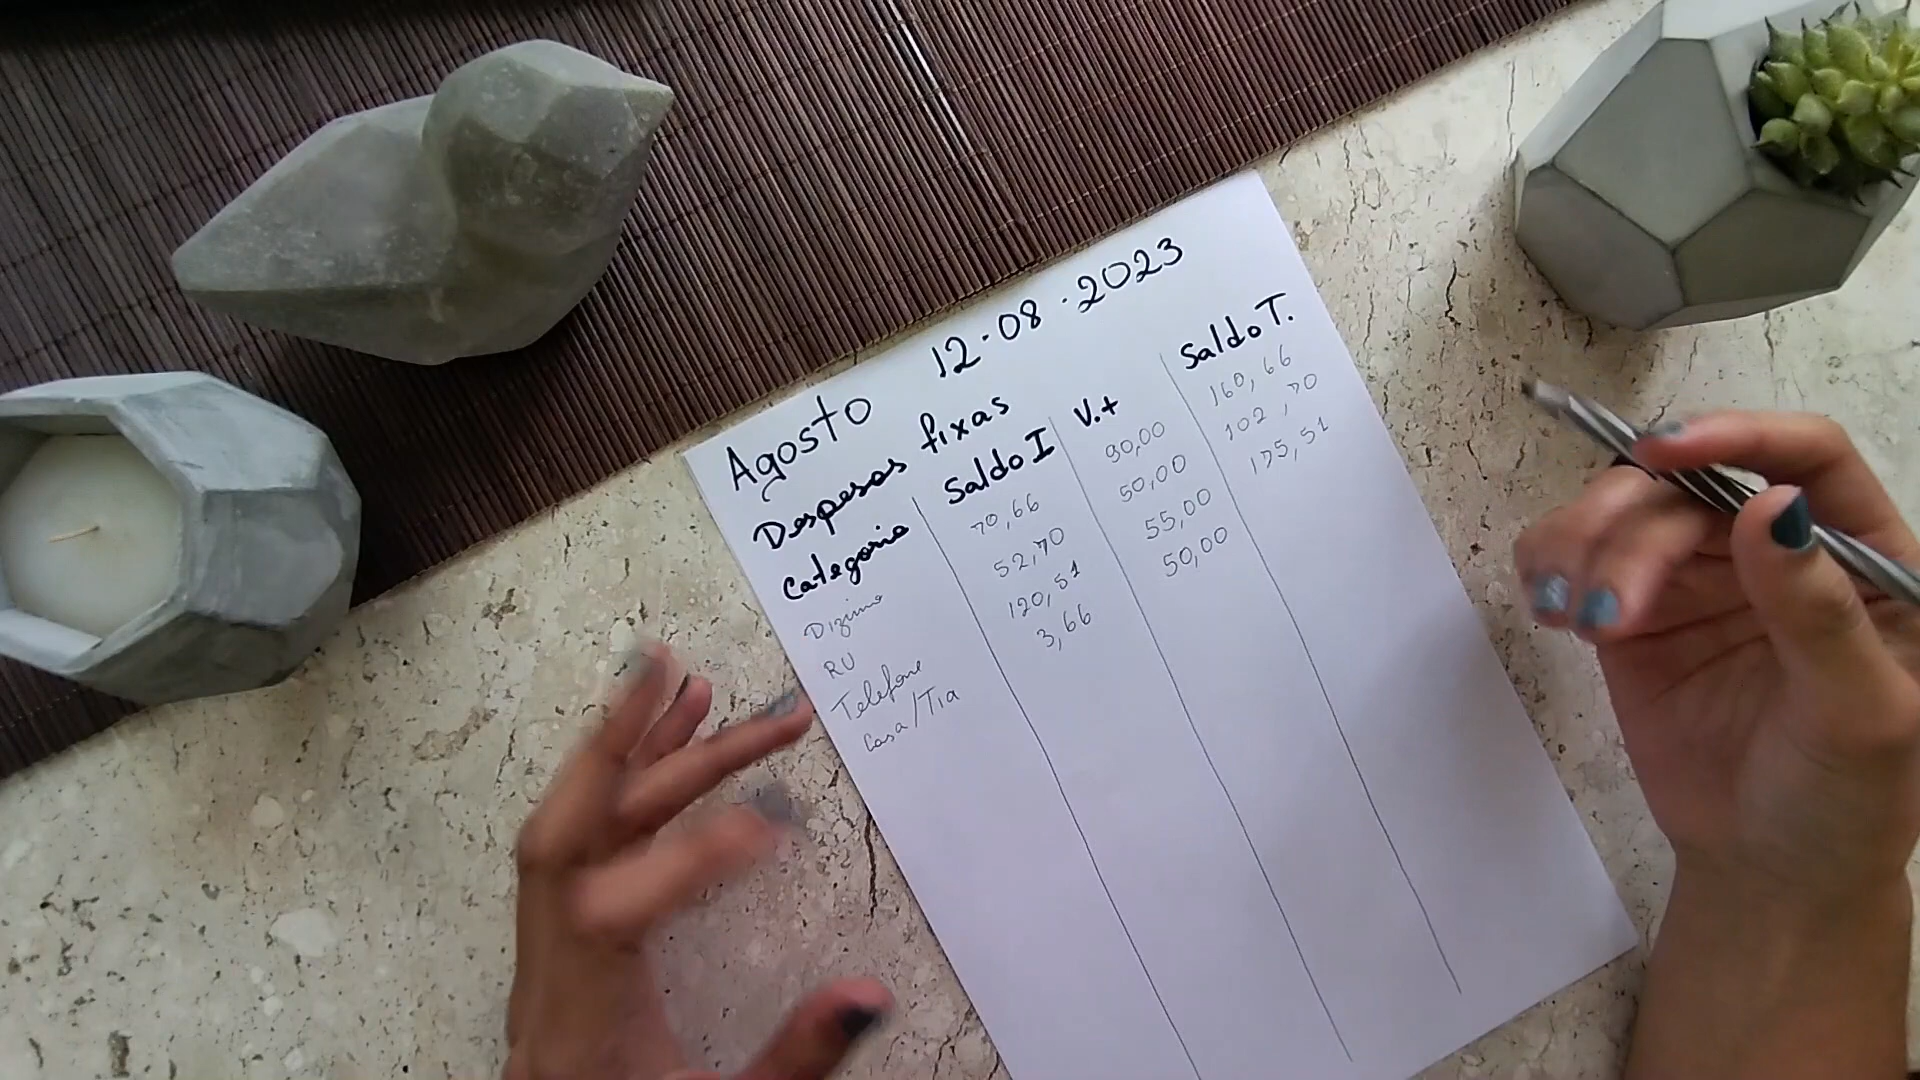 Agosto 12.08.2023
Despesas fixas
Categoria Saldo I V.+ Saldo T.
Dizimo 70,66 90,00 160,66
RU 52,70 50,00 102,70
Telefone 120,51 55,00 175,51
Casa/Tia 3,66 50,00